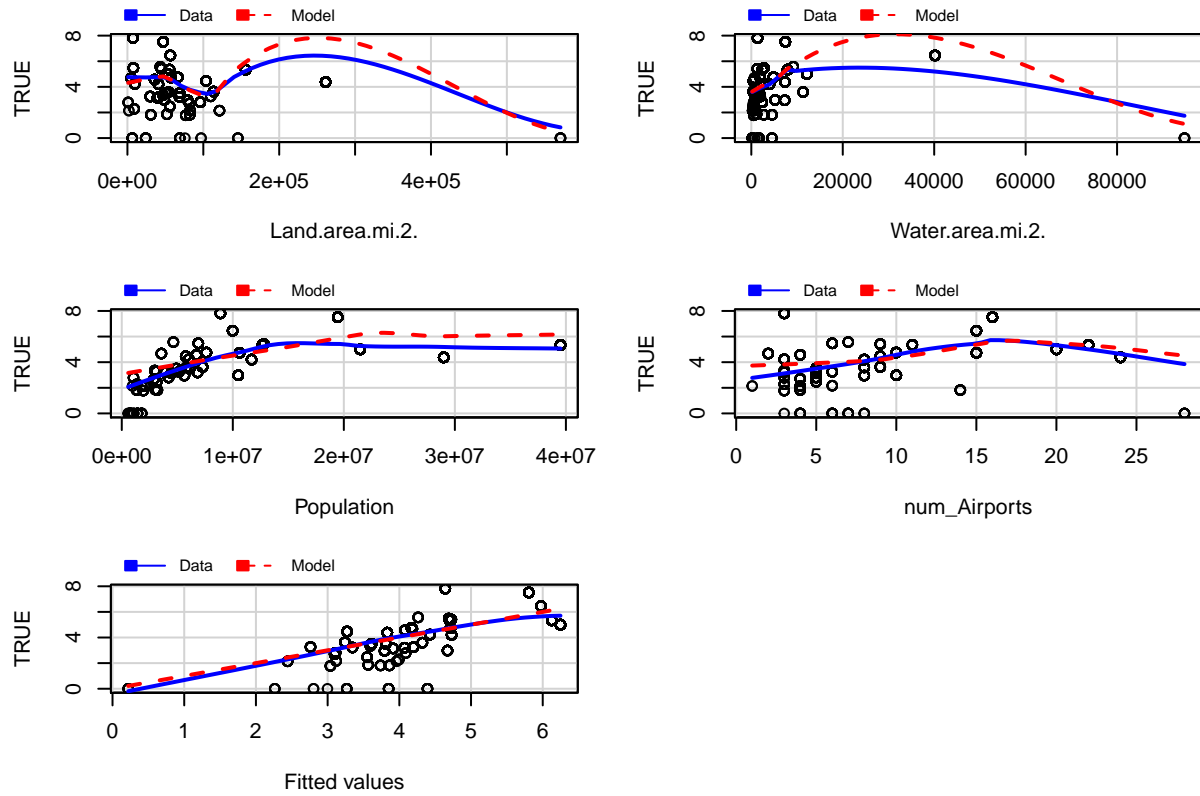 Data Model
TRUE
0 4 8
0e+00 2e+05 4e+05
Land.area.mi.2.
Data Model
TRUE
0 4 8
0 20000 40000 60000 80000
Water.area.mi.2.
Data Model
TRUE
0 4 8
0e+00 1e+07 2e+07 3e+07 4e+07
Population
Data Model
TRUE
0 4 8
0 5 10 15 20 25
num_Airports
Data Model
TRUE
0 4 8
0 1 2 3 4 5 6
Fitted values